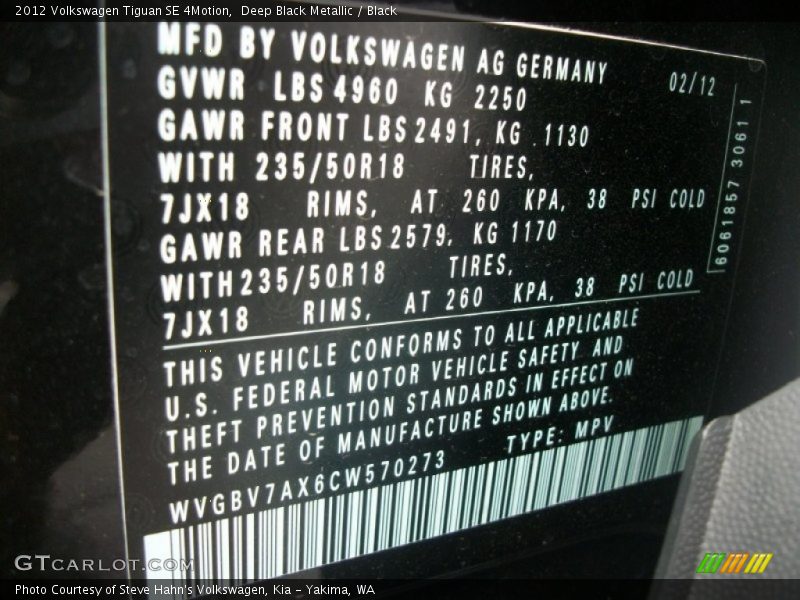 2012 Volkswagen Tiguan SE 4Motion,  Deep Black Metallic / Black
MFD BY VOLKSWAGEN AG GERMANY 02/12
GVWR LBS 4960 KG 2250
GAWR FRONT LBS 2491, KG 1130
WITH 235/50R18 TIRES,
7JX18 RIMS, AT 260 KPA, 38 PSI COLD
GAWR REAR LBS 2579, KG 1170
WITH 235/50R18 TIRES,
7JX18 RIMS, AT 260 KPA, 38 PSI COLD
6061857 30611
THIS VEHICLE CONFORMS TO ALL APPLICABLE
U.S. FEDERAL MOTOR VEHICLE SAFETY AND
THEFT PREVENTION STANDARDS IN EFFECT ON
THE DATE OF MANUFACTURE SHOWN ABOVE.
WVGBV7AX6CW570273 TYPE: MPV
GTCARLOT.COM
Photo Courtesy of Steve Hahn's Volkswagen, Kia - Yakima, WA